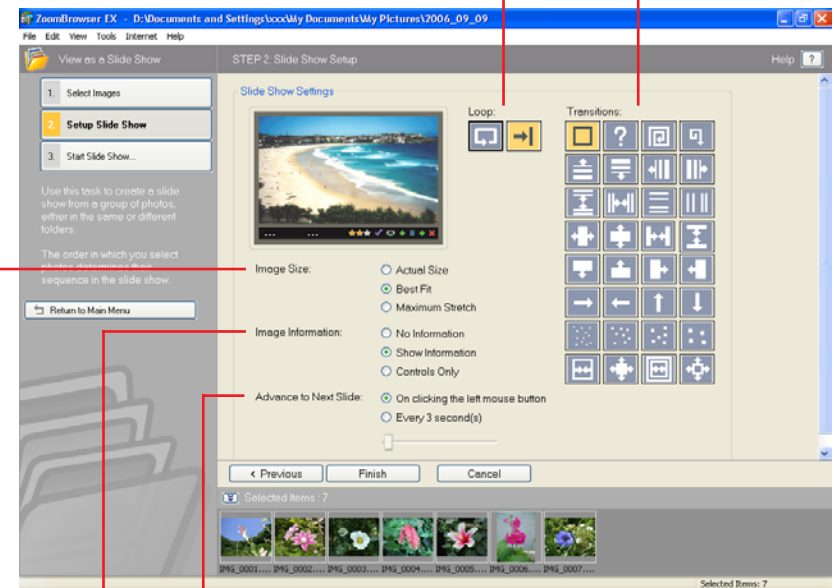 ZoomBrowser EX - D:\Documents and Settings\xxx\My Documents\My Pictures\2006_09_09
File Edit View Tools Internet Help
View as a Slide Show
STEP 2: Slide Show Setup
Help ?
1. Select Images
2. Setup Slide Show
3. Start Slide Show...
Use this task to create a slide
show from a group of photos,
either in the same or different
folders.
The order in which you select
photos determines their
sequence in the slide show.
Return to Main Menu
Slide Show Settings
Loop:
Transitions:
?
... ...
Image Size:
Actual Size
Best Fit
Maximum Stretch
Image Information:
No Information
Show Information
Controls Only
Advance to Next Slide:
On clicking the left mouse button
Every 3 second(s)
< Previous
Finish
Cancel
Selected Items : 7
IMG_0001.... IMG_0002.... IMG_0003.... IMG_0004.... IMG_0005.... IMG_0006.... IMG_0007....
Selected Items: 7